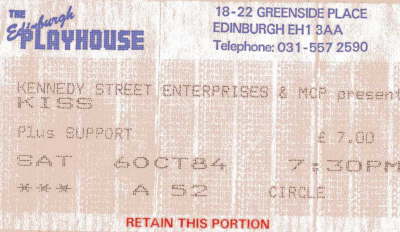 THE
Edinburgh
PLAYHOUSE
18-22 GREENSIDE PLACE
EDINBURGH EH1 3AA
Telephone: 031-557 2590
KENNEDY STREET ENTERPRISES & MCP present
KISS
Plus SUPPORT £ 7.00
SAT 6OCT84 7:30PM
*** A 52 CIRCLE
RETAIN THIS PORTION